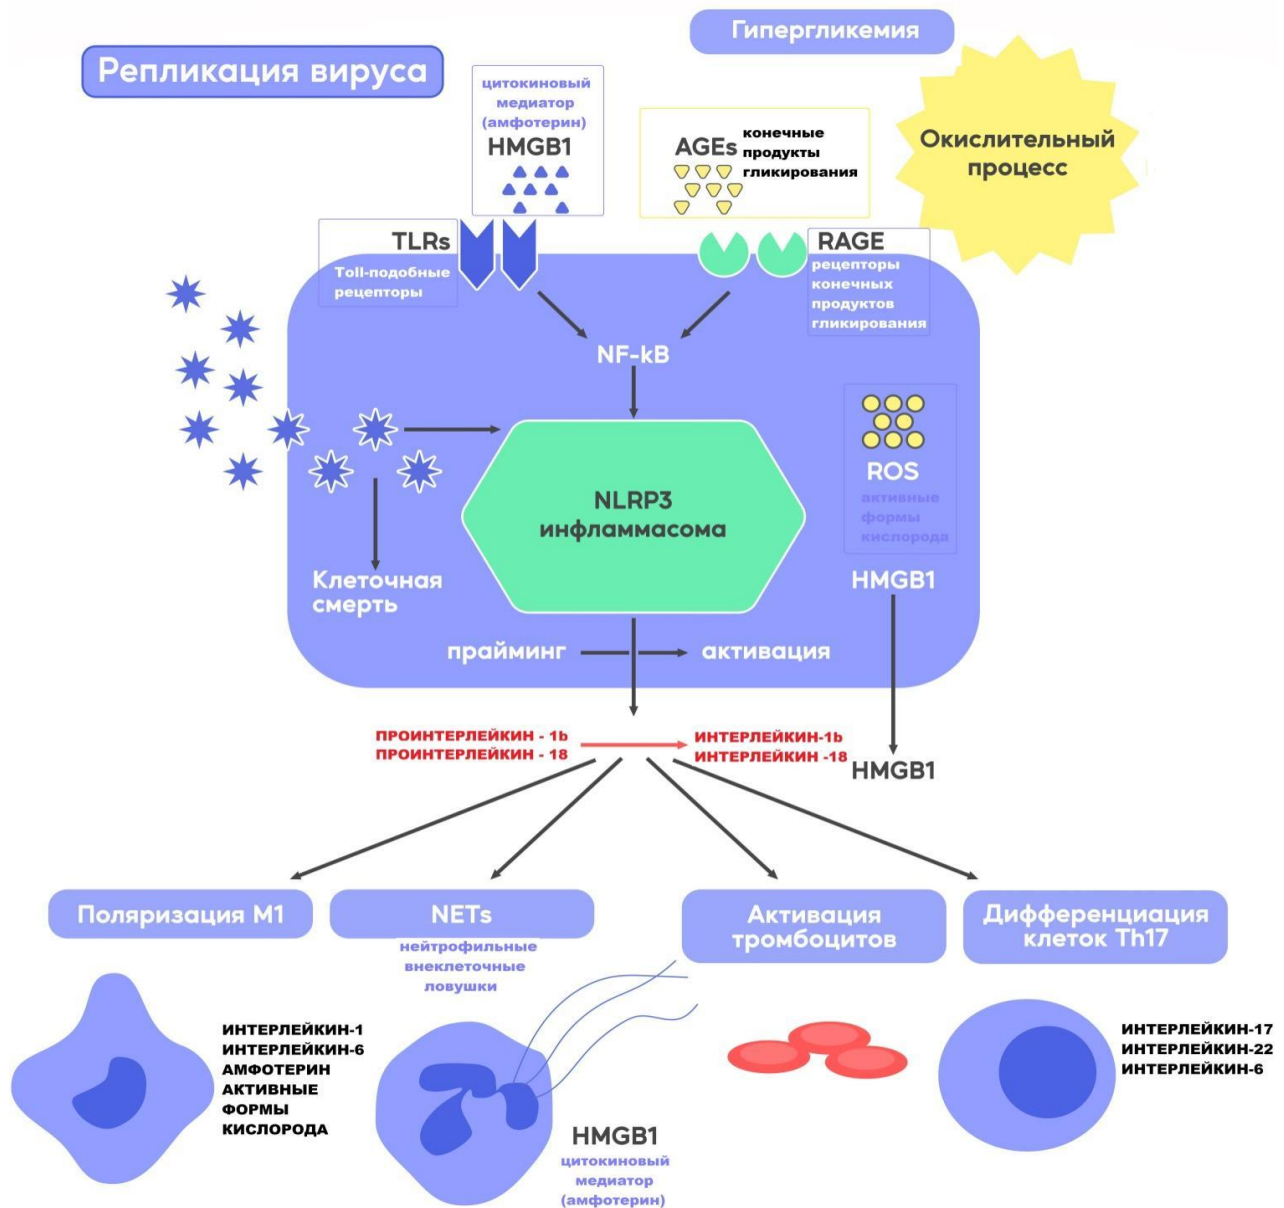 Гипергликемия
Репликация вируса
цитокиновый
медиатор
(амфотерин)
HMGB1
AGEs
конечные
продукты
гликирования
Окислительный
процесс
TLRs
Toll-подобные
рецепторы
RAGE
рецепторы
конечных
продуктов
гликирования
NF-kB
ROS
активные
формы
кислорода
NLRP3
инфламмасома
Клеточная
смерть
HMGB1
прайминг
активация
ПРОИНТЕРЛЕЙКИН - 1b
ПРОИНТЕРЛЕЙКИН - 18
ИНТЕРЛЕЙКИН-1b
ИНТЕРЛЕЙКИН -18
HMGB1
Поляризация М1
NETs
нейтрофильные
внеклеточные
ловушки
Активация
тромбоцитов
Дифференциация
клеток Th17
ИНТЕРЛЕЙКИН-1
ИНТЕРЛЕЙКИН-6
АМФОТЕРИН
АКТИВНЫЕ
ФОРМЫ
КИСЛОРОДА
HMGB1
цитокиновый
медиатор
(амфотерин)
ИНТЕРЛЕЙКИН-17
ИНТЕРЛЕЙКИН-22
ИНТЕРЛЕЙКИН-6